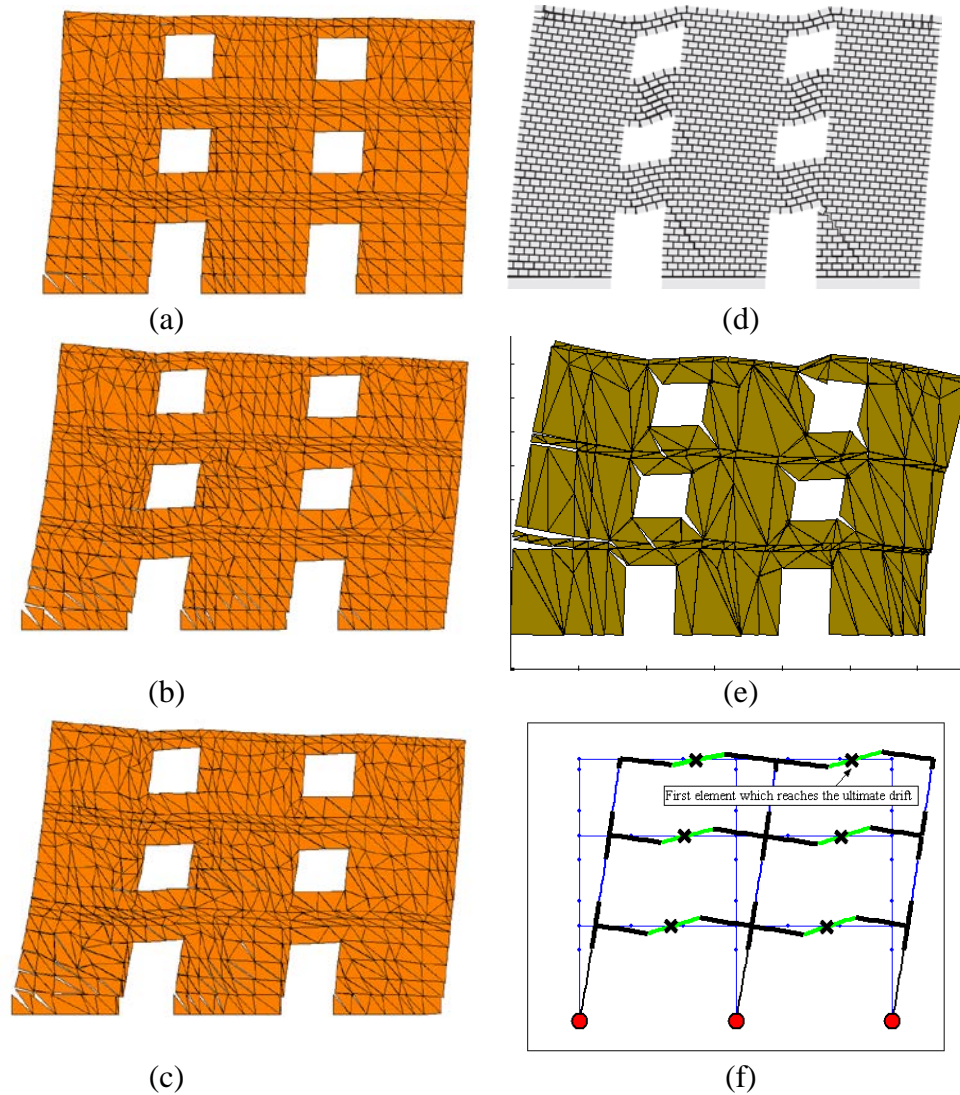 (a)
(d)
(b)
(e)
First element which reaches the ultimate drift
(c)
(f)